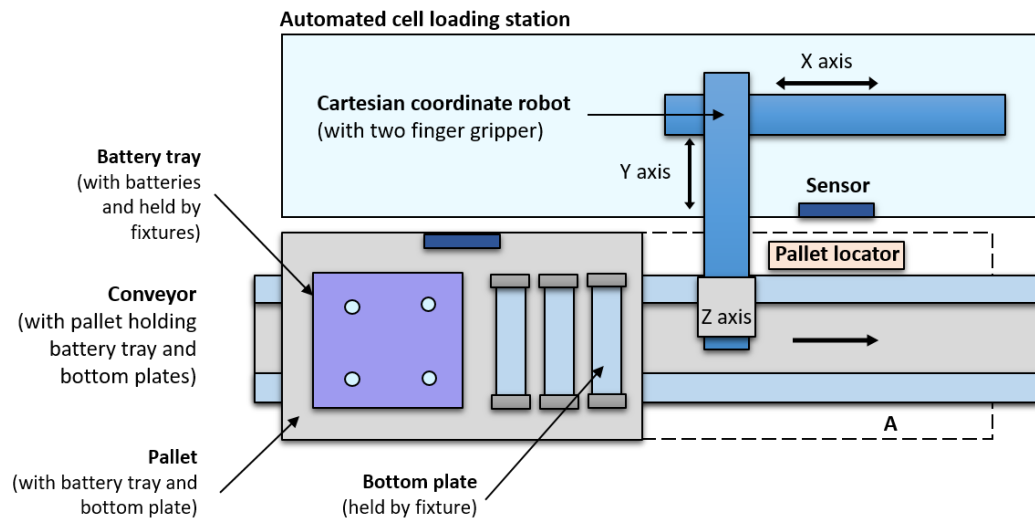 Automated cell loading station
X axis
Cartesian coordinate robot
(with two finger gripper)
Battery tray
(with batteries
and held by
fixtures)
Y axis
Sensor
Pallet locator
Conveyor
(with pallet holding
battery tray and
bottom plates)
Z axis
A
Pallet
(with battery tray and
bottom plate)
Bottom plate
(held by fixture)